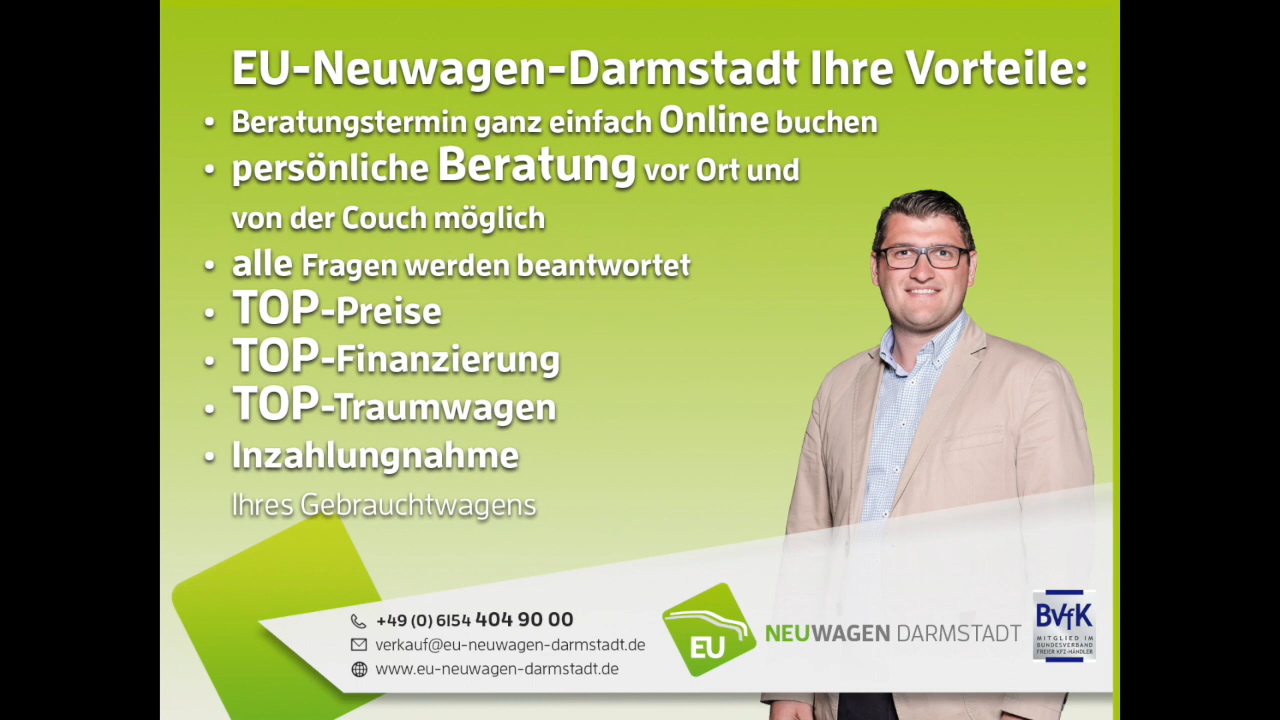 EU-Neuwagen-Darmstadt Ihre Vorteile:
• Beratungstermin ganz einfach Online buchen
• persönliche Beratung vor Ort und
von der Couch möglich
• alle Fragen werden beantwortet
• TOP-Preise
• TOP-Finanzierung
• TOP-Traumwagen
• Inzahlungnahme
Ihres Gebrauchtwagens
+49 (0) 6154 404 90 00
verkauf@eu-neuwagen-darmstadt.de
www.eu-neuwagen-darmstadt.de
EU
NEUWAGEN DARMSTADT
BVfK
MITGLIED IM
BUNDESVERBAND
FREIER KFZ-HÄNDLER